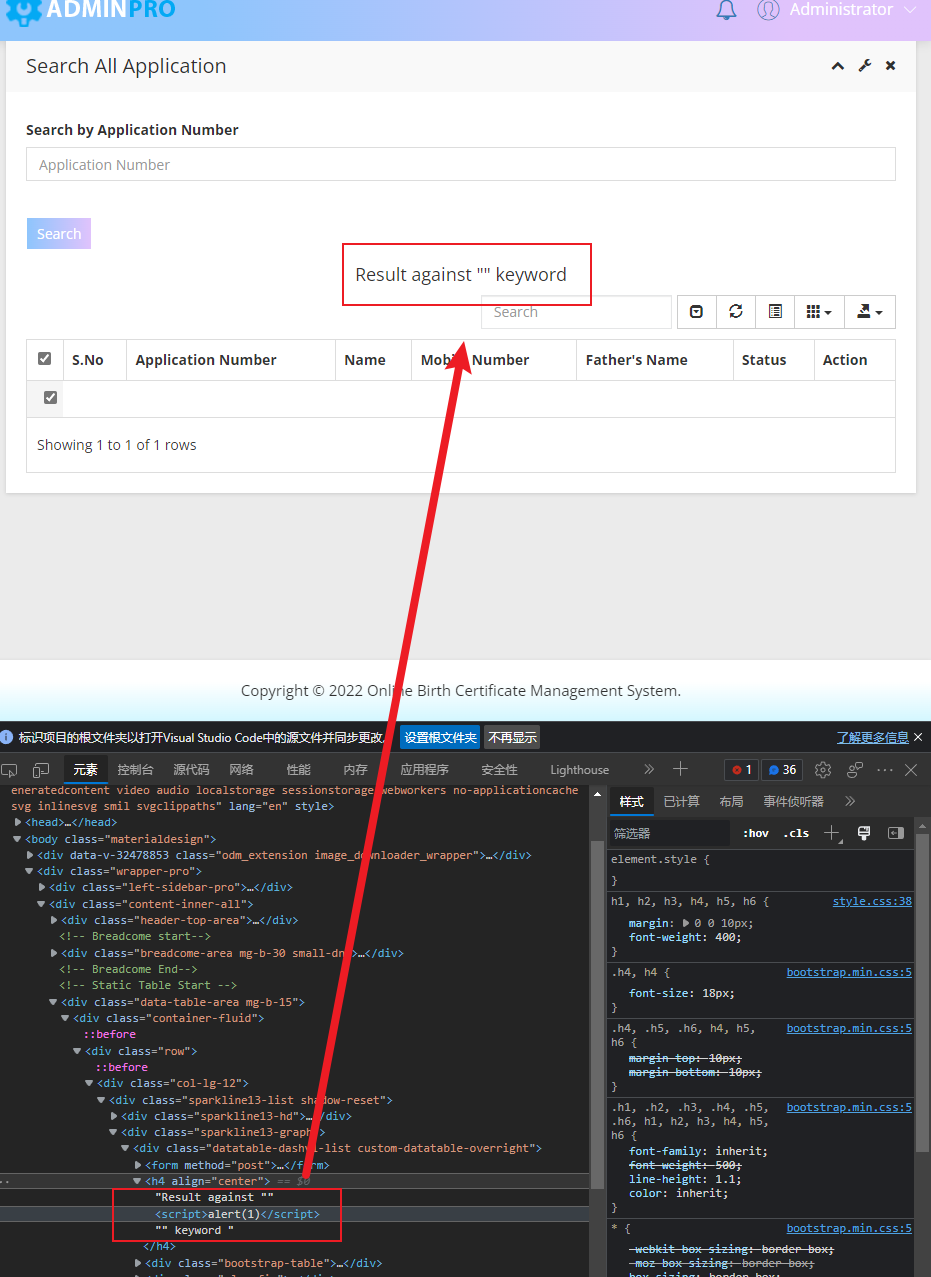 ADMINPRO
Administrator
Search All Application
Search by Application Number
Application Number
Search
Result against "" keyword
Search
S.No Application Number Name Mobi Number Father's Name Status Action
Showing 1 to 1 of 1 rows
Copyright © 2022 Online Birth Certificate Management System.
标识项目的根文件夹以打开Visual Studio Code中的源文件并同步更改。 设置根文件夹 不再显示 了解更多信息
元素 控制台 源代码 网络 性能 内存 应用程序 安全性 Lighthouse 1 36
eneratedcontent video audio localstorage sessionstorage webworkers no-applicationcache
svg inlinesvg smil svgclippaths" lang="en" style>
<head>…</head>
<body class="materialdesign">
<div data-v-32478853 class="odm_extension image_downloader_wrapper">…</div>
<div class="wrapper-pro">
<div class="left-sidebar-pro">…</div>
<div class="content-inner-all">
<div class="header-top-area">…</div>
<!-- Breadcome start-->
<div class="breadcome-area mg-b-30 small-dn">…</div>
<!-- Breadcome End-->
<!-- Static Table Start -->
<div class="data-table-area mg-b-15">
<div class="container-fluid">
::before
<div class="row">
::before
<div class="col-lg-12">
<div class="sparkline13-list shadow-reset">
<div class="sparkline13-hd">…</div>
<div class="sparkline13-graph">
<div class="datatable-dashv1-list custom-datatable-overright">
<form method="post">…</form>
<h4 align="center"> == $0
"Result against ""
<script>alert(1)</script>
"" keyword "
</h4>
<div class="bootstrap-table">…</div>
样式 已计算 布局 事件侦听器
筛选器 :hov .cls
element.style {
}
h1, h2, h3, h4, h5, h6 { style.css:38
margin: 0 0 10px;
font-weight: 400;
}
.h4, h4 { bootstrap.min.css:5
font-size: 18px;
}
.h4, .h5, .h6, h4, h5, bootstrap.min.css:5
h6 {
margin-top: 10px;
margin-bottom: 10px;
}
.h1, .h2, .h3, .h4, .h5, bootstrap.min.css:5
.h6, h1, h2, h3, h4, h5,
h6 {
font-family: inherit;
font-weight: 500;
line-height: 1.1;
color: inherit;
}
* { bootstrap.min.css:5
-webkit-box-sizing: border-box;
-moz-box-sizing: border-box;
box-sizing: border-box;